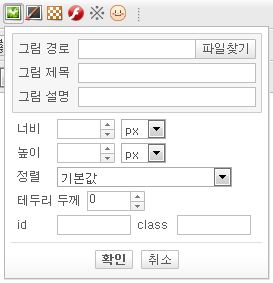 그림 경로 파일찾기
그림 제목
그림 설명
너비 px
높이 px
정렬 기본값
테두리 두께 0
id class
확인 취소